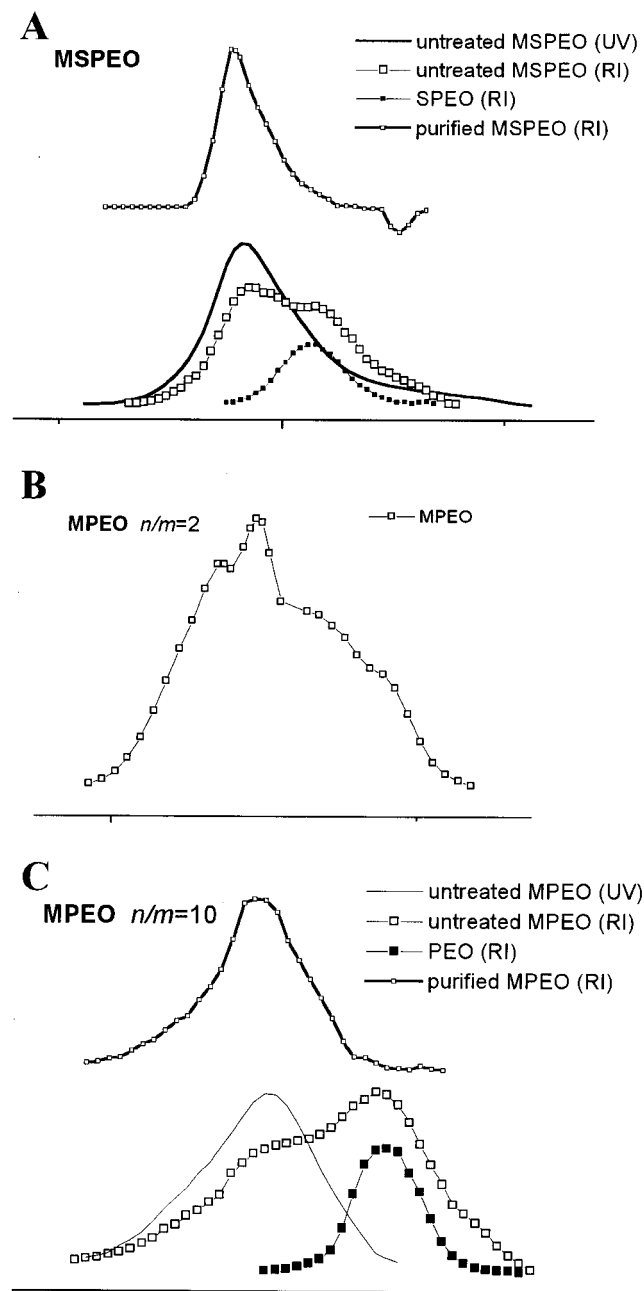 A
MSPEO
untreated MSPEO (UV)
untreated MSPEO (RI)
SPEO (RI)
purified MSPEO (RI)
B
MPEO n/m=2
MPEO
C
MPEO n/m=10
untreated MPEO (UV)
untreated MPEO (RI)
PEO (RI)
purified MPEO (RI)